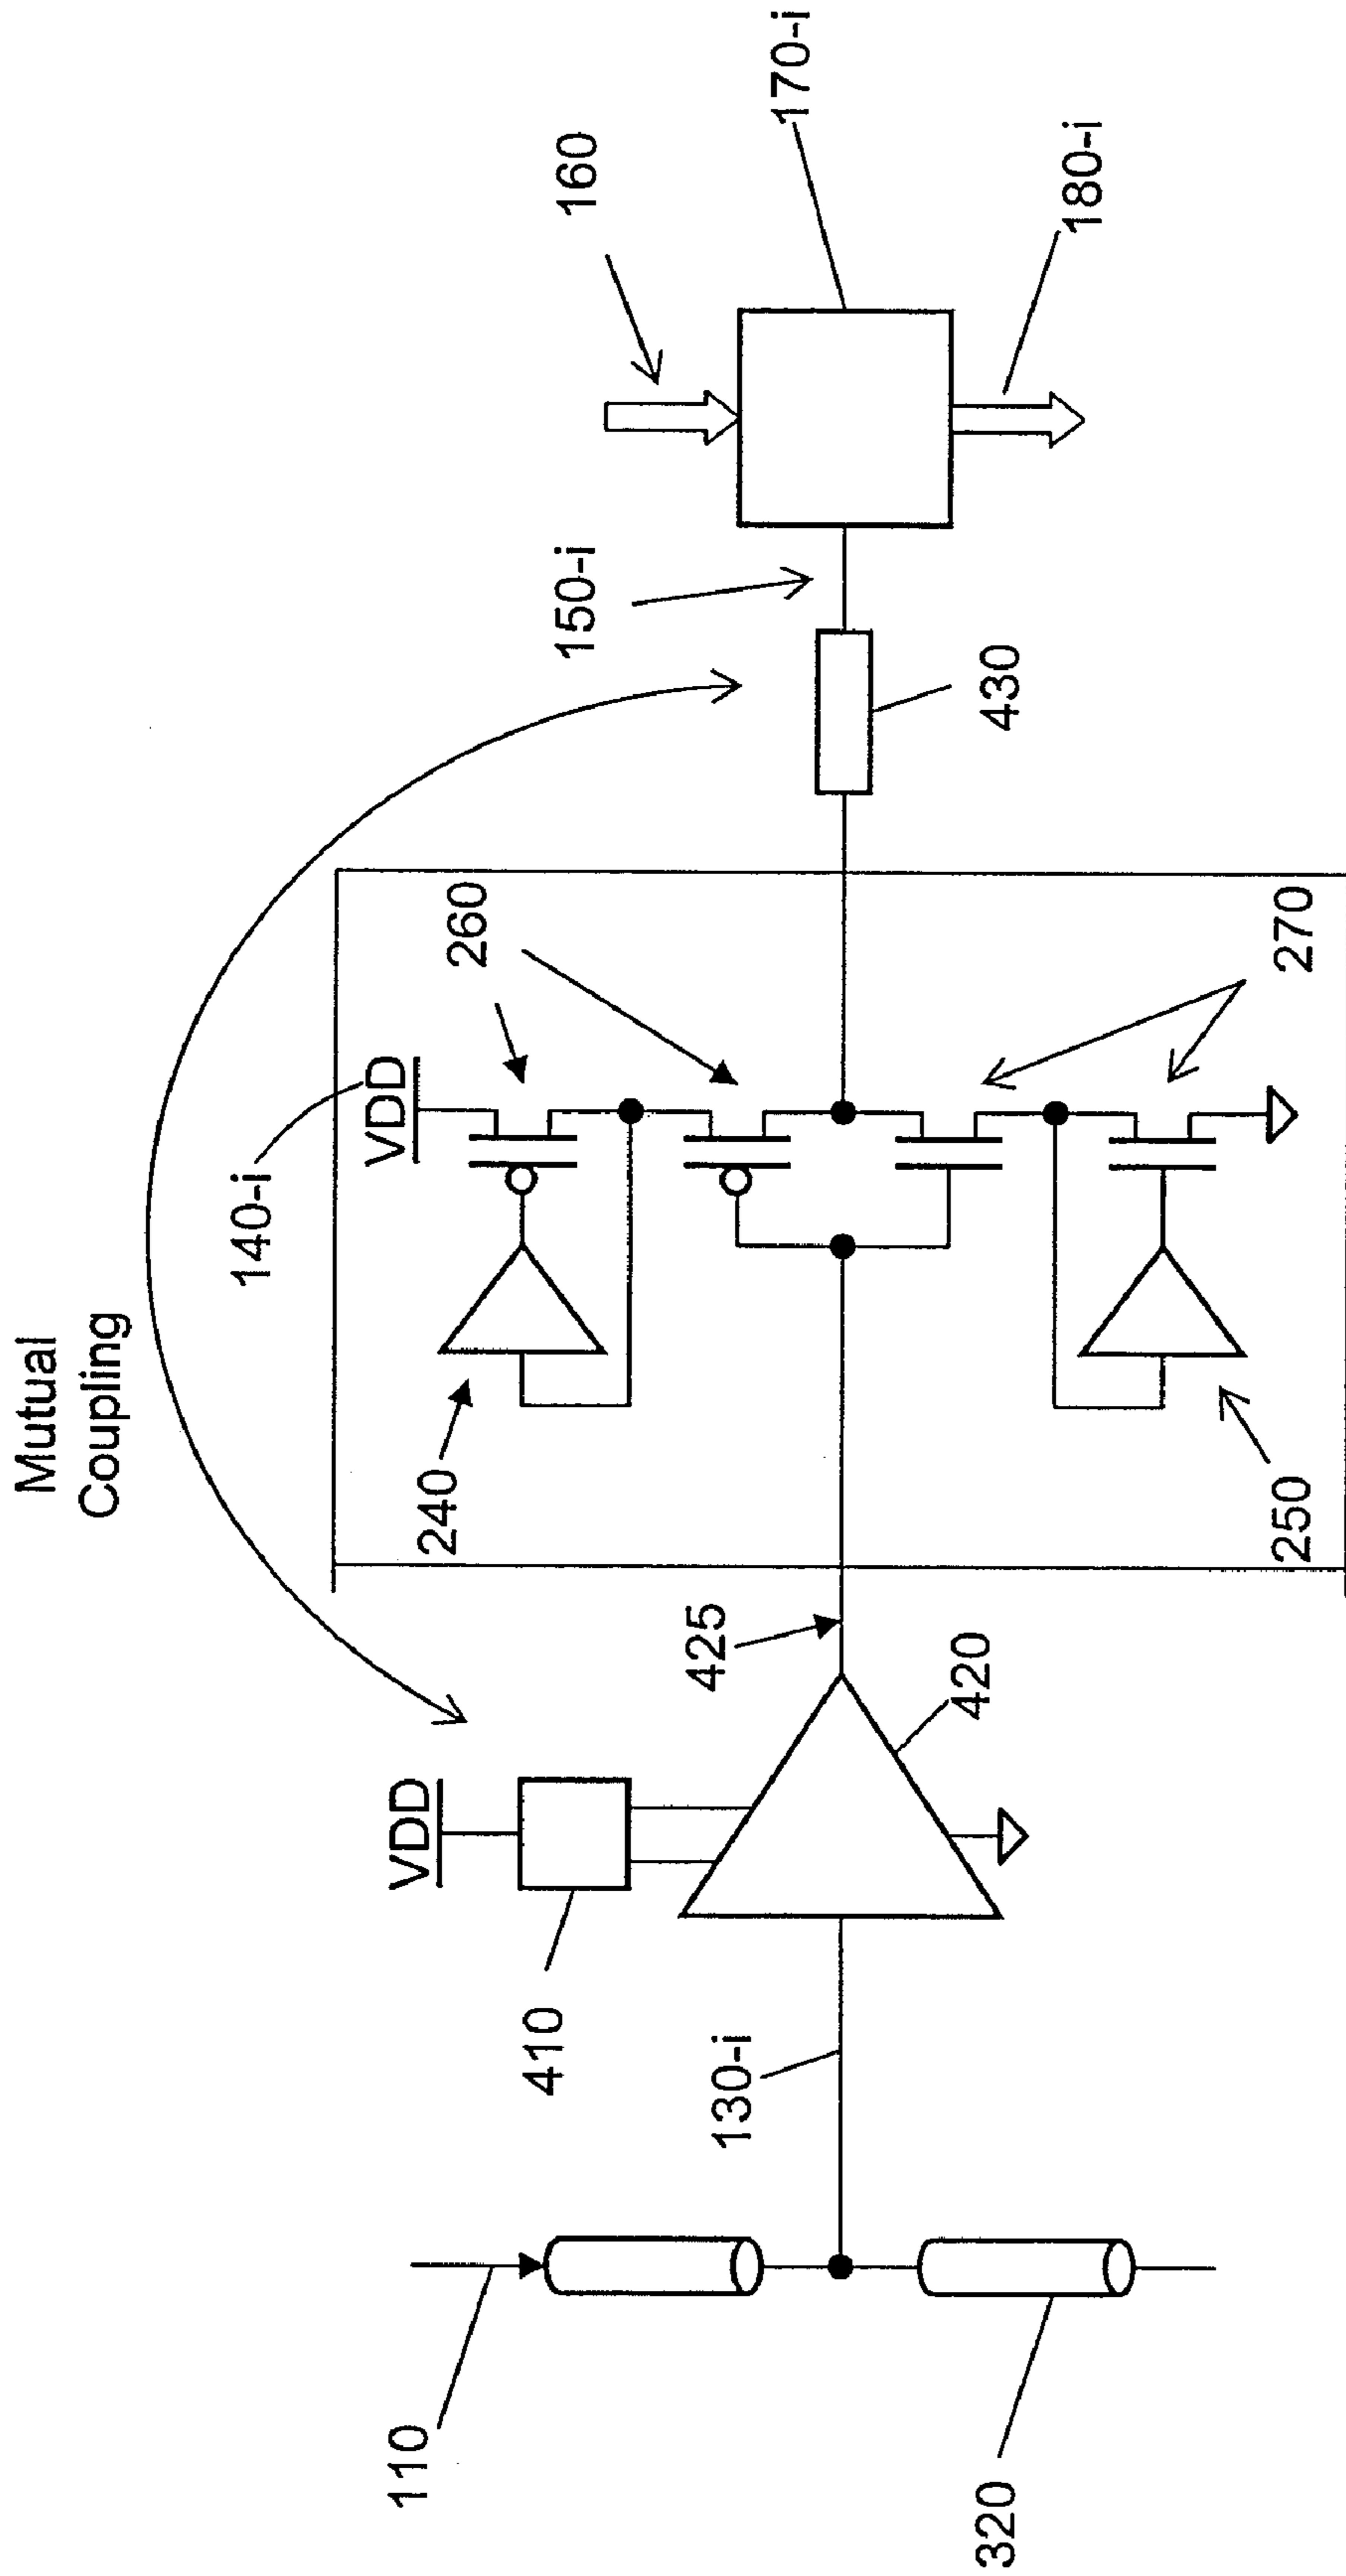 Mutual
Coupling
140-i
VDD
VDD
240
260
160
150-i
170-i
180-i
430
270
250
425
420
410
130-i
110
320